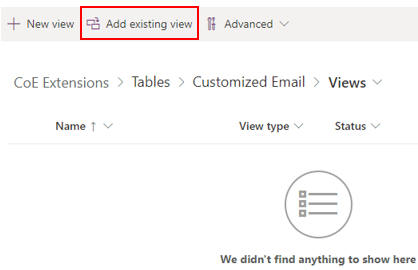 New view Add existing view Advanced
CoE Extensions > Tables > Customized Email > Views
Name ↑ View type Status
We didn't find anything to show here